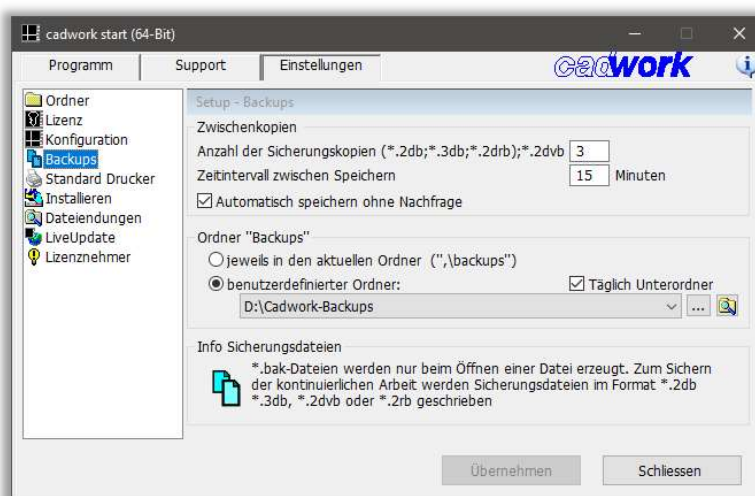 cadwork start (64-Bit)
Programm
Support
Einstellungen
cadwork
i
Ordner
Lizenz
Konfiguration
Backups
Standard Drucker
Installieren
Dateiendungen
LiveUpdate
Lizenznehmer
Setup - Backups
Zwischenkopien
Anzahl der Sicherungskopien (*.2db;*.3db;*.2drb);*.2dvb 3
Zeitintervall zwischen Speichern 15 Minuten
Automatisch speichern ohne Nachfrage
Ordner "Backups"
jeweils in den aktuellen Ordner (",\backups")
benutzerdefinierter Ordner: Täglich Unterordner
D:\Cadwork-Backups ...
Info Sicherungsdateien
*.bak-Dateien werden nur beim Öffnen einer Datei erzeugt. Zum Sichern
der kontinuierlichen Arbeit werden Sicherungsdateien im Format *.2db
*.3db, *.2dvb oder *.2rb geschrieben
Übernehmen
Schliessen